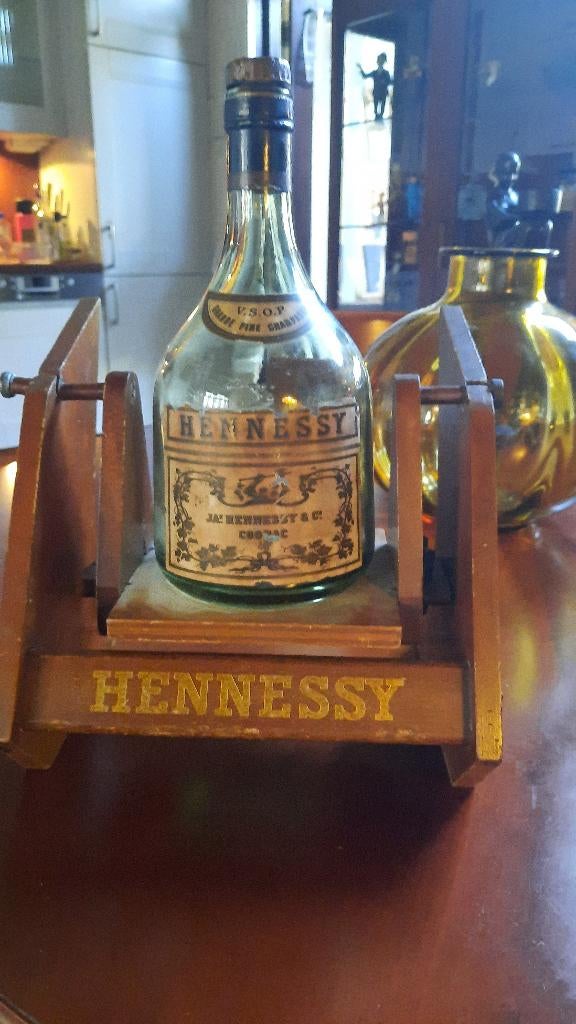 V.S.O.P
GRANDE FINE CHAMPAGNE
HENNESSY
JAS HENNESSY & Co
COGNAC
HENNESSY